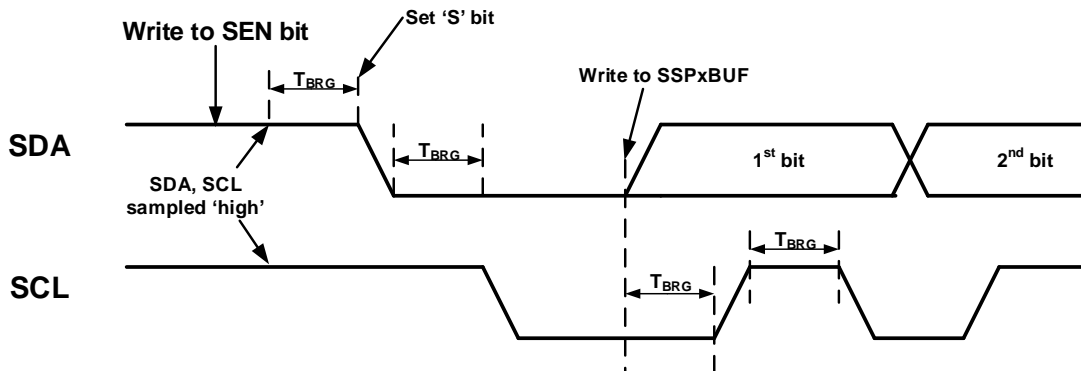 Set ‘S’ bit
Write to SEN bit
TBRG
Write to SSPxBUF
SDA
TBRG
1st bit
2nd bit
SDA, SCL
sampled ‘high’
TBRG
SCL
TBRG